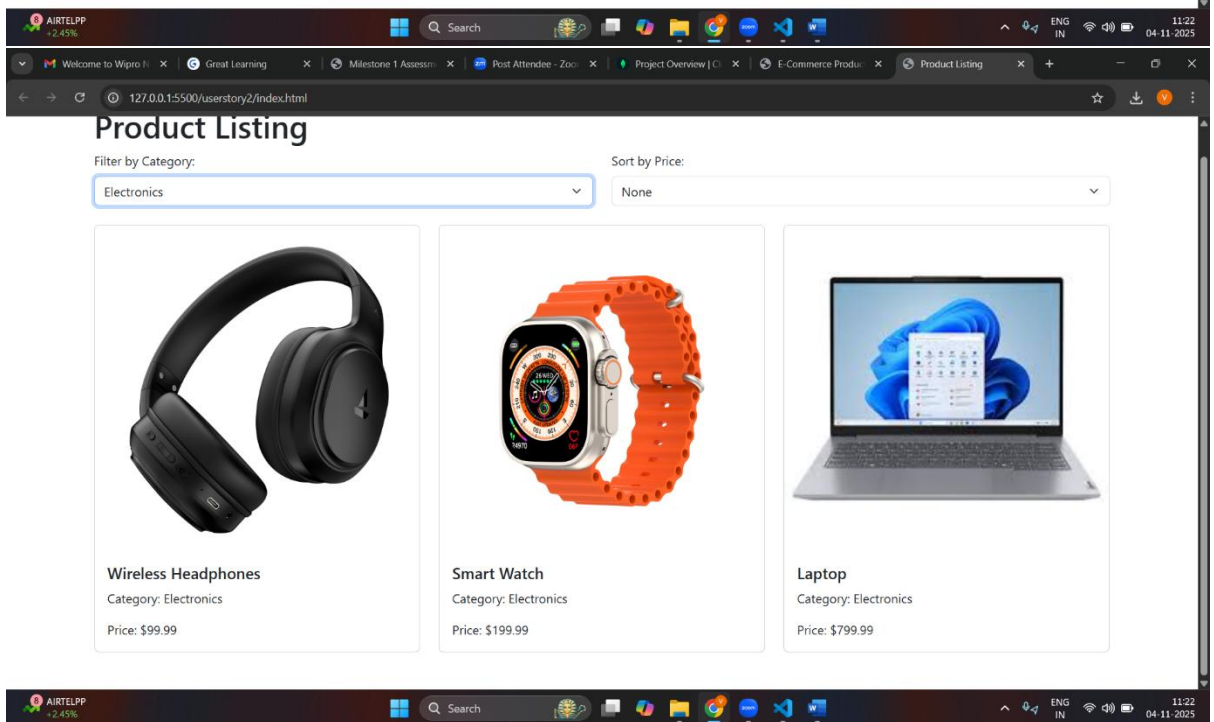 8
AIRTELPP
+2.45%
Search
ENG
IN
11:22
04-11-2025
Welcome to Wipro N
Great Learning
Milestone 1 Assessm
Post Attendee - Zoo
Project Overview | Cl
E-Commerce Produc
Product Listing
127.0.0.1:5500/userstory2/index.html
V
Product Listing
Filter by Category:
Sort by Price:
Electronics
None
Wireless Headphones
Category: Electronics
Price: $99.99
Smart Watch
Category: Electronics
Price: $199.99
Laptop
Category: Electronics
Price: $799.99
8
AIRTELPP
+2.45%
Search
ENG
IN
11:22
04-11-2025